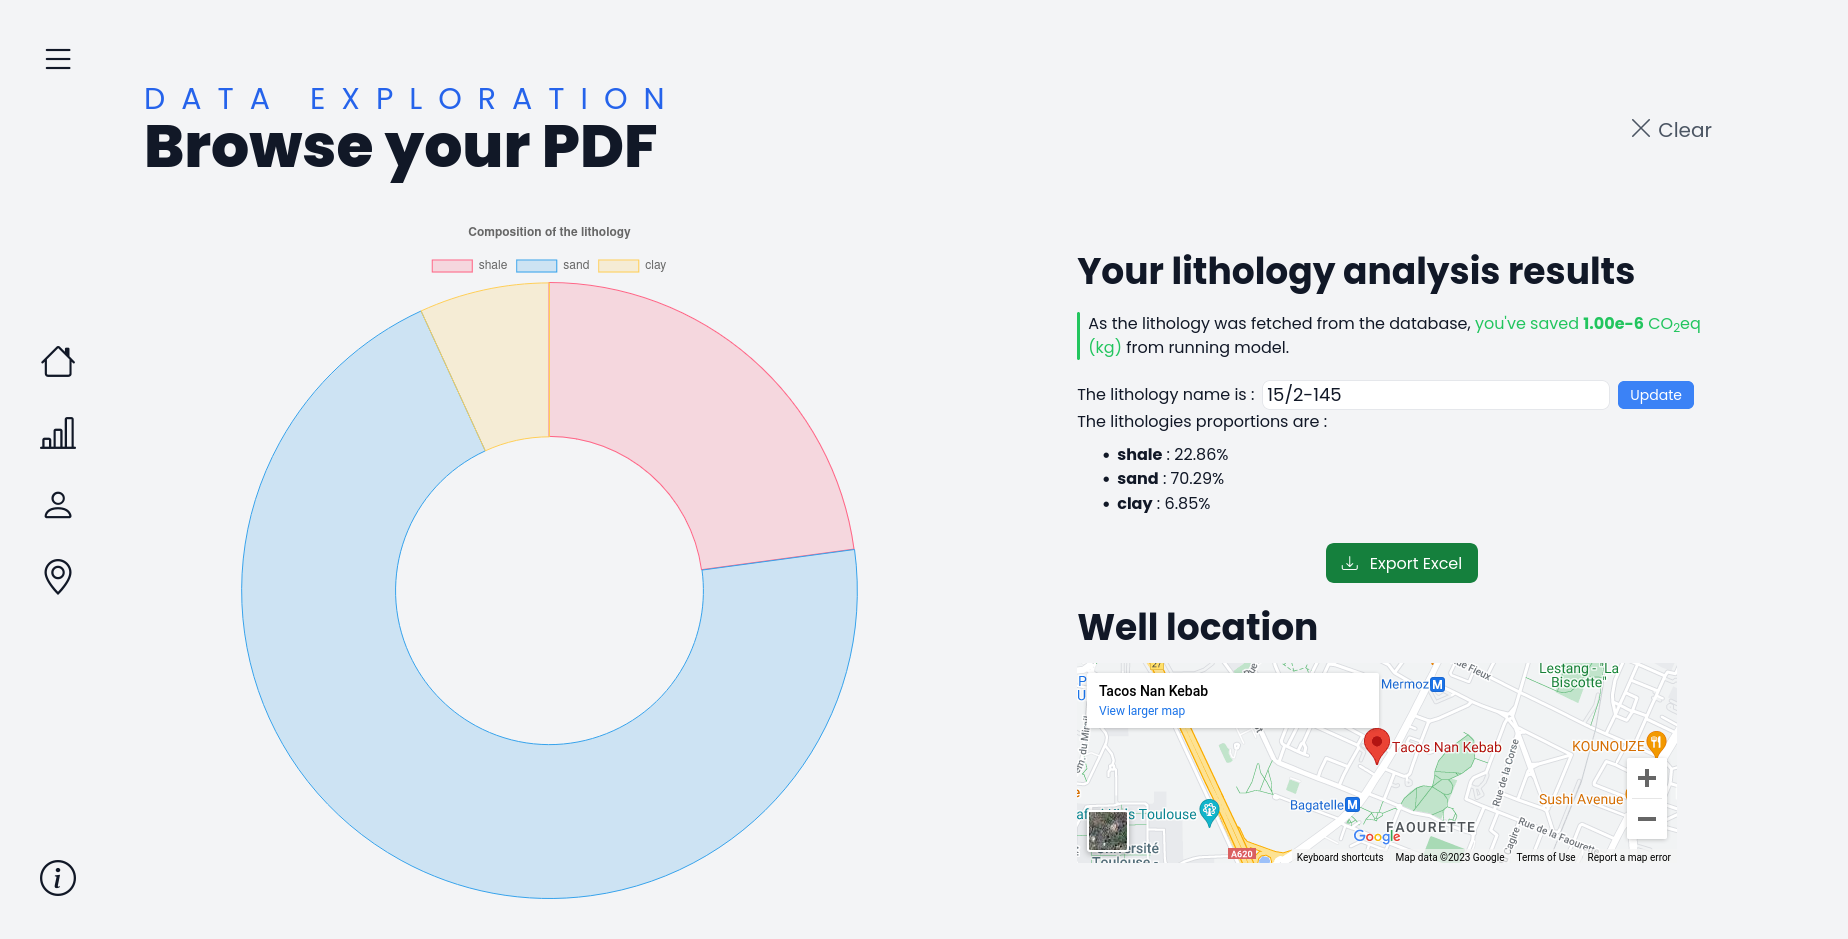 DATA EXPLORATION
Browse your PDF
Clear
Composition of the lithology
shale sand clay
Your lithology analysis results
As the lithology was fetched from the database, you've saved 1.00e-6 CO2eq
(kg) from running model.
The lithology name is : 15/2-145 Update
The lithologies proportions are :
• shale : 22.86%
• sand : 70.29%
• clay : 6.85%
Export Excel
Well location
Tacos Nan Kebab
View larger map
27
Mermoz M
Lestang - "La
Biscotte"
Tacos Nan Kebab
KOUNOUZE
Rue de la Corse
Sushi Avenue
Bagatelle M
Toulouse
FAOURETTE
Rue de la Faourett
Google
A620
Keyboard shortcuts Map data ©2023 Google Terms of Use Report a map error